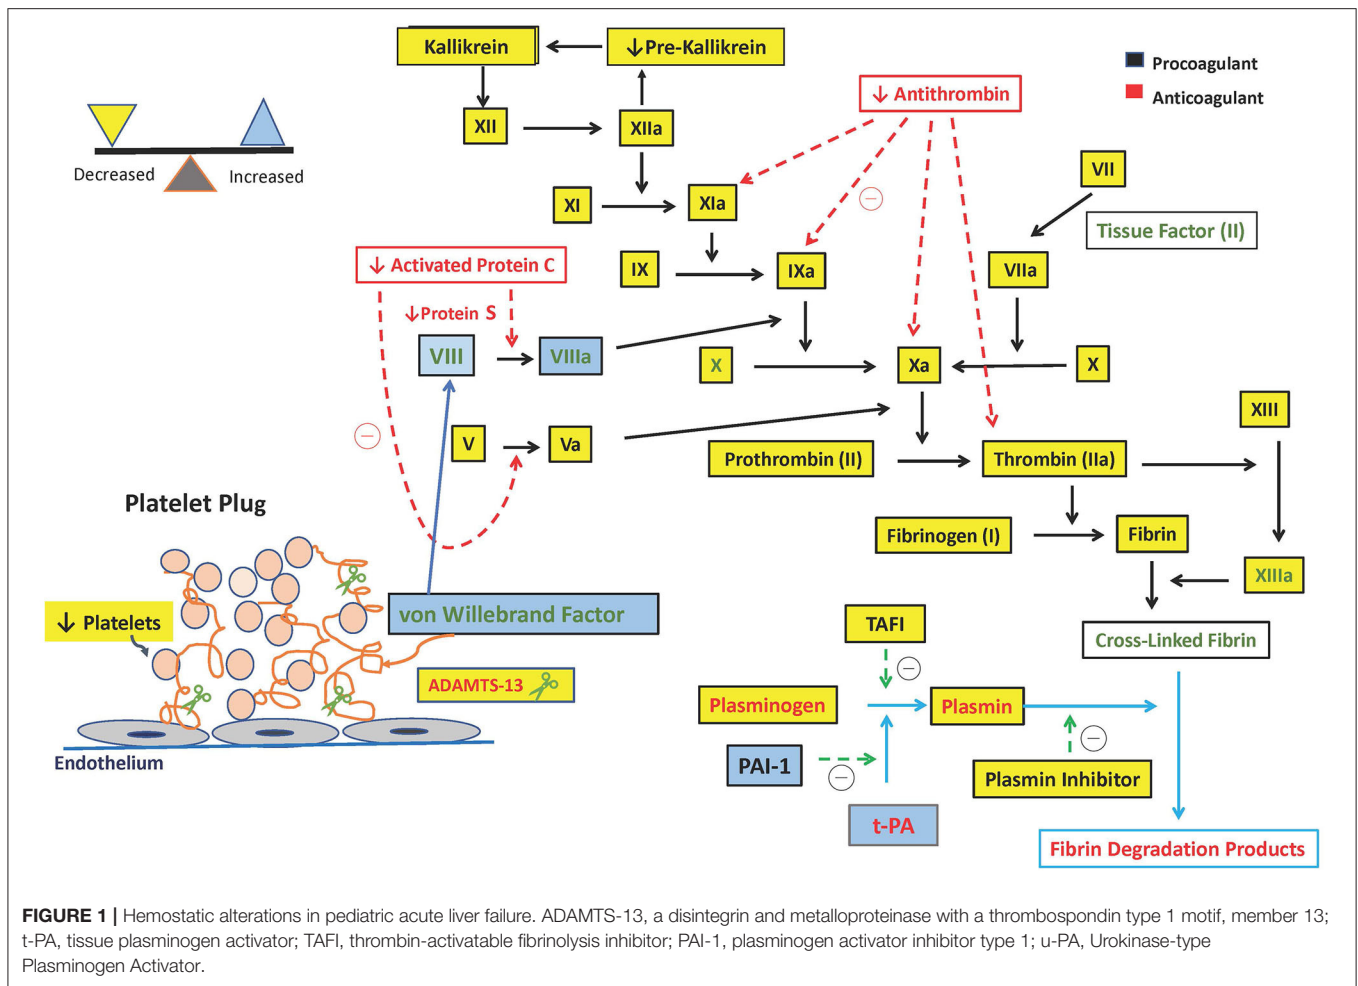 Kallikrein
↓Pre-Kallikrein
Procoagulant
Anticoagulant
↓ Antithrombin
XII
XIIa
Decreased
Increased
VII
XI
XIa
−
Tissue Factor (II)
↓ Activated Protein C
IX
IXa
VIIa
↓Protein S
VIII
VIIIa
X
Xa
X
XIII
−
V
Va
Prothrombin (II)
Thrombin (IIa)
Platelet Plug
Fibrinogen (I)
Fibrin
XIIIa
↓ Platelets
von Willebrand Factor
TAFI
Cross-Linked Fibrin
−
ADAMTS-13
Plasminogen
Plasmin
−
Endothelium
PAI-1
−
Plasmin Inhibitor
t-PA
Fibrin Degradation Products
FIGURE 1 | Hemostatic alterations in pediatric acute liver failure. ADAMTS-13, a disintegrin and metalloproteinase with a thrombospondin type 1 motif, member 13;
t-PA, tissue plasminogen activator; TAFI, thrombin-activatable fibrinolysis inhibitor; PAI-1, plasminogen activator inhibitor type 1; u-PA, Urokinase-type
Plasminogen Activator.